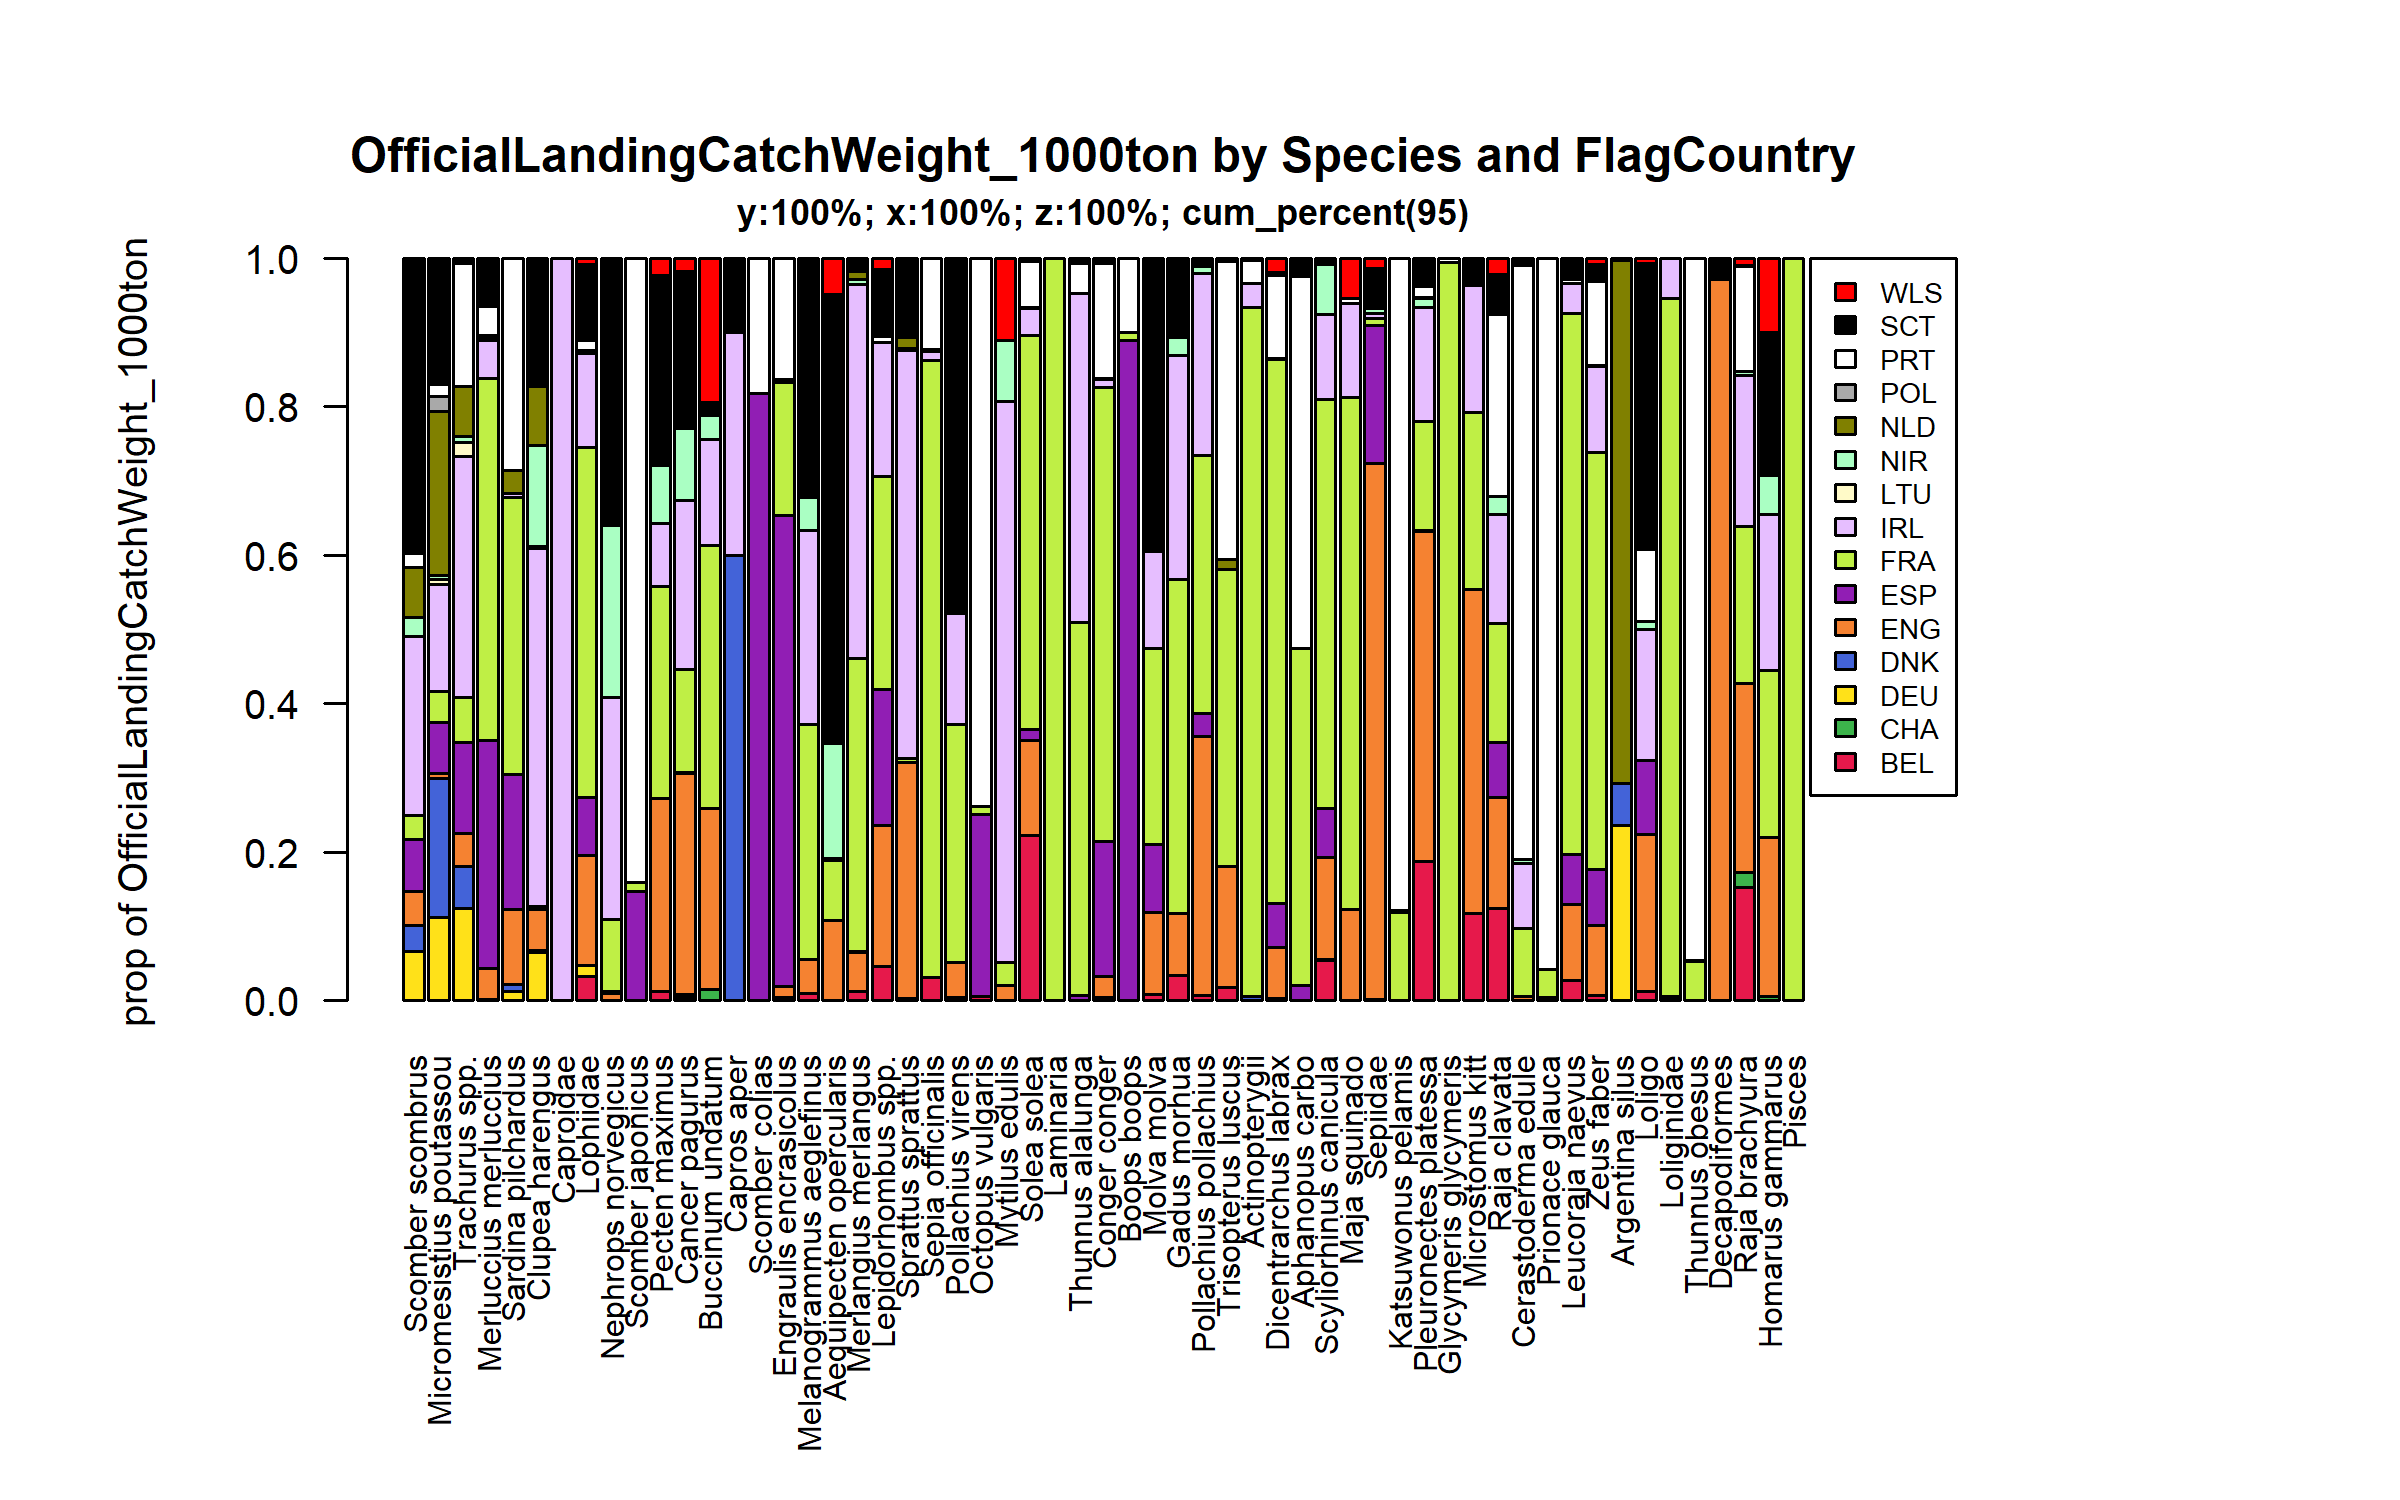 OfficialLandingCatchWeight_1000ton by Species and FlagCountry
y:100%; x:100%; z:100%; cum_percent(95)
prop of OfficialLandingCatchWeight_1000ton
1.0
0.8
0.6
0.4
0.2
0.0
WLS
SCT
PRT
POL
NLD
NIR
LTU
IRL
FRA
ESP
ENG
DNK
DEU
CHA
BEL
Scomber scombrus
Micromesistius poutassou
Trachurus spp.
Merluccius merluccius
Sardina pilchardus
Clupea harengus
Caproidae
Lophiidae
Nephrops norvegicus
Scomber japonicus
Pecten maximus
Cancer pagurus
Buccinum undatum
Capros aper
Scomber colias
Engraulis encrasicolus
Melanogrammus aeglefinus
Aequipecten opercularis
Merlangius merlangus
Lepidorhombus spp.
Sprattus sprattus
Sepia officinalis
Pollachius virens
Octopus vulgaris
Mytilus edulis
Solea solea
Laminaria
Thunnus alalunga
Conger conger
Boops boops
Molva molva
Gadus morhua
Pollachius pollachius
Trisopterus luscus
Actinopterygii
Dicentrarchus labrax
Aphanopus carbo
Scyliorhinus canicula
Maja squinado
Sepiidae
Katsuwonus pelamis
Pleuronectes platessa
Glycymeris glycymeris
Microstomus kitt
Raja clavata
Cerastoderma edule
Prionace glauca
Leucoraja naevus
Zeus faber
Argentina silus
Loligo
Loliginidae
Thunnus obesus
Decapodiformes
Raja brachyura
Homarus gammarus
Pisces